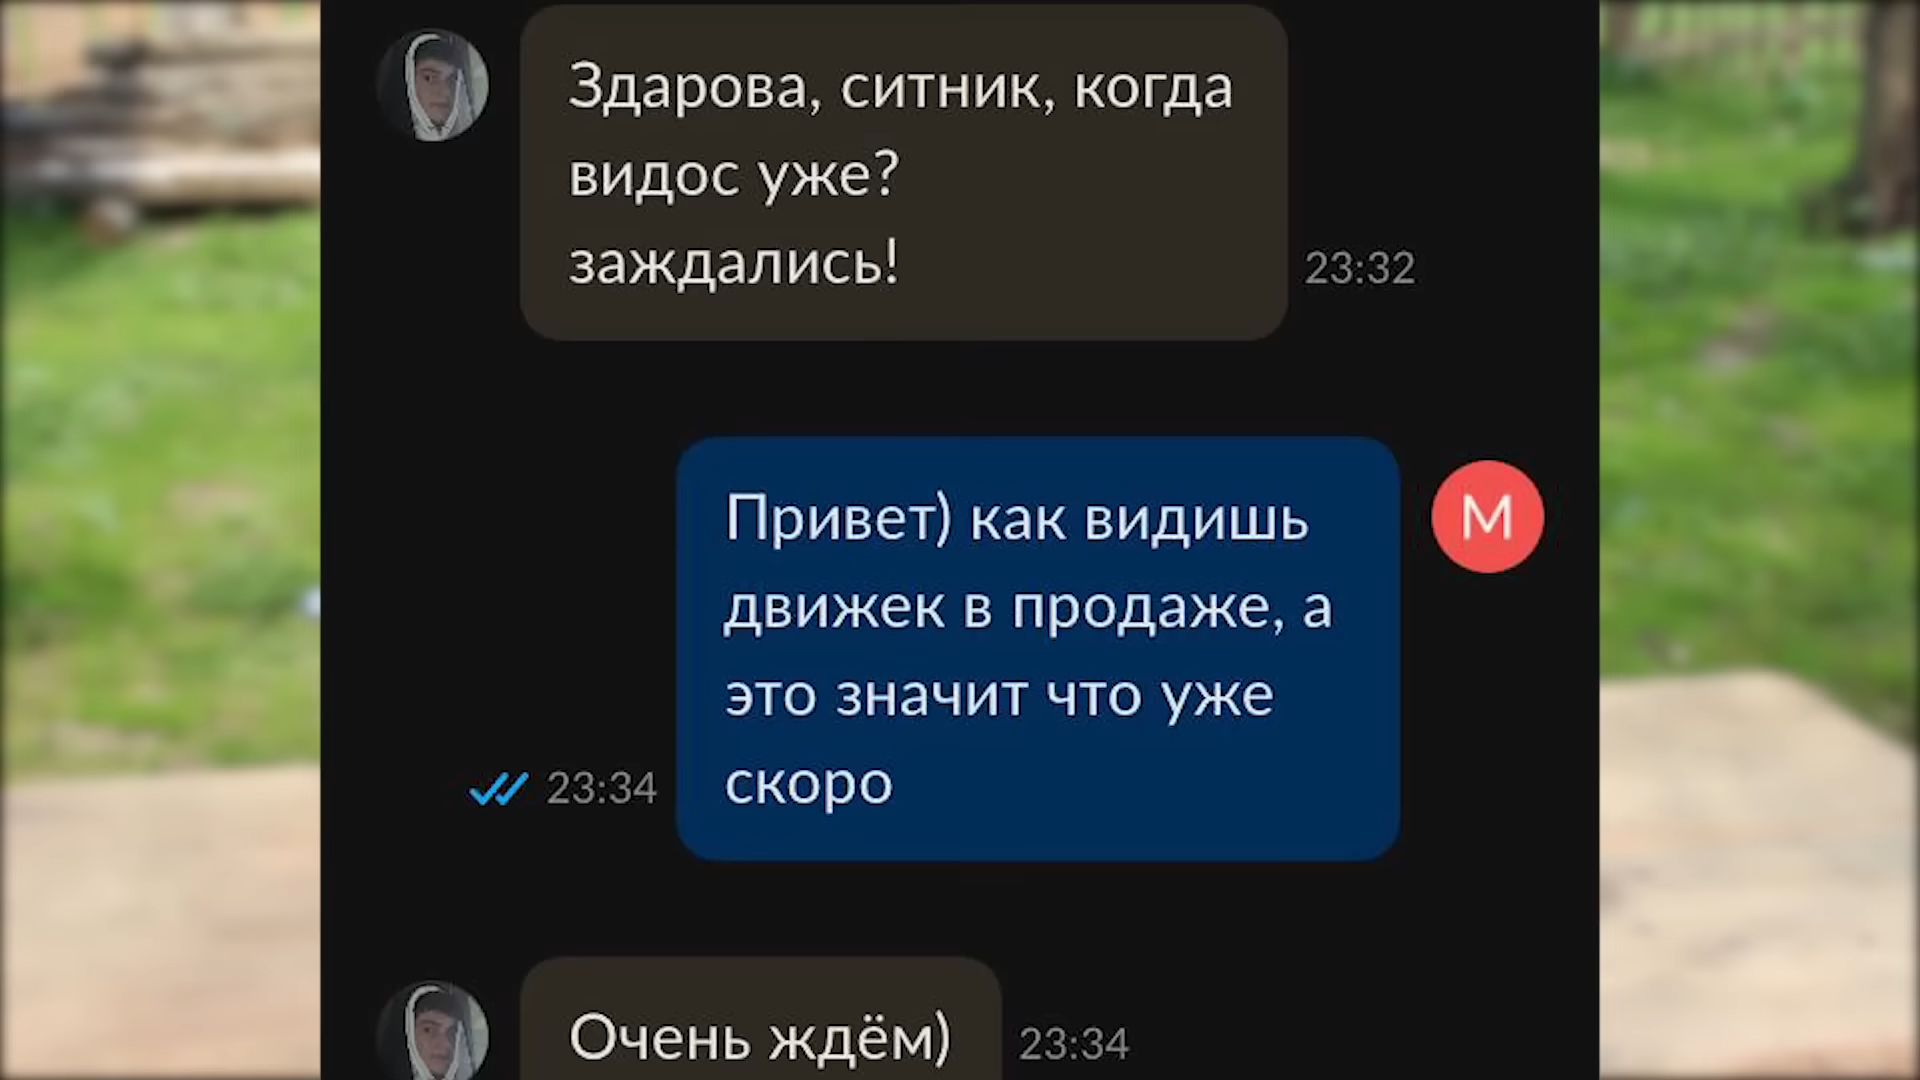 Здарова, ситник, когда
видос уже?
заждались!
23:32
Привет) как видишь
М
движек в продаже, а
это значит что уже
скоро
23:34
Очень ждём)
23:34